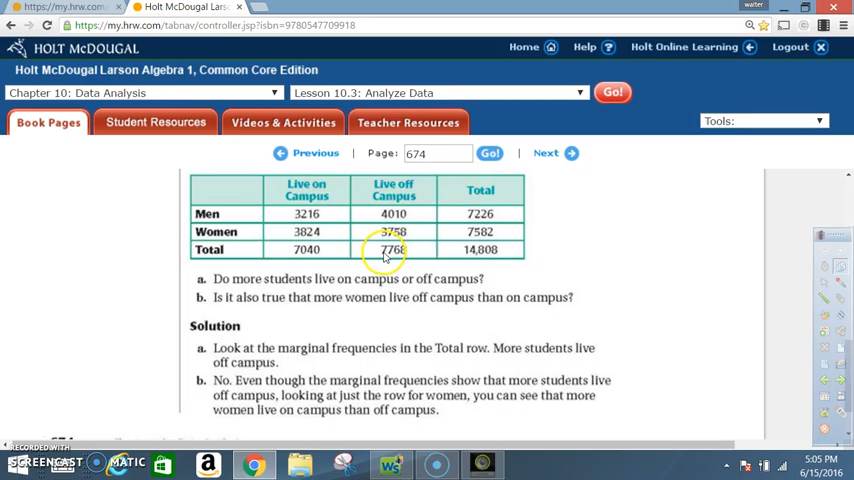 https://my.hrw.com/tabnav/c
Holt McDougal Larson Al
walter
https://my.hrw.com/tabnav/controller.jsp?isbn=9780547709918
HOLT McDOUGAL
Home
Help ?
Holt Online Learning
Logout X
Holt McDougal Larson Algebra 1, Common Core Edition
Chapter 10: Data Analysis
Lesson 10.3: Analyze Data
Go!
Book Pages
Student Resources
Videos & Activities
Teacher Resources
Tools:
Previous | Page: 674 Go! | Next
Live on Campus Live off Campus Total
Men 3216 4010 7226
Women 3824 3758 7582
Total 7040 7768 14,808
a. Do more students live on campus or off campus?
b. Is it also true that more women live off campus than on campus?
Solution
a. Look at the marginal frequencies in the Total row. More students live
off campus.
b. No. Even though the marginal frequencies show that more students live
off campus, looking at just the row for women, you can see that more
women live on campus than off campus.
RECORDED WITH
SCREENCAST MATIC
5:05 PM
6/15/2016